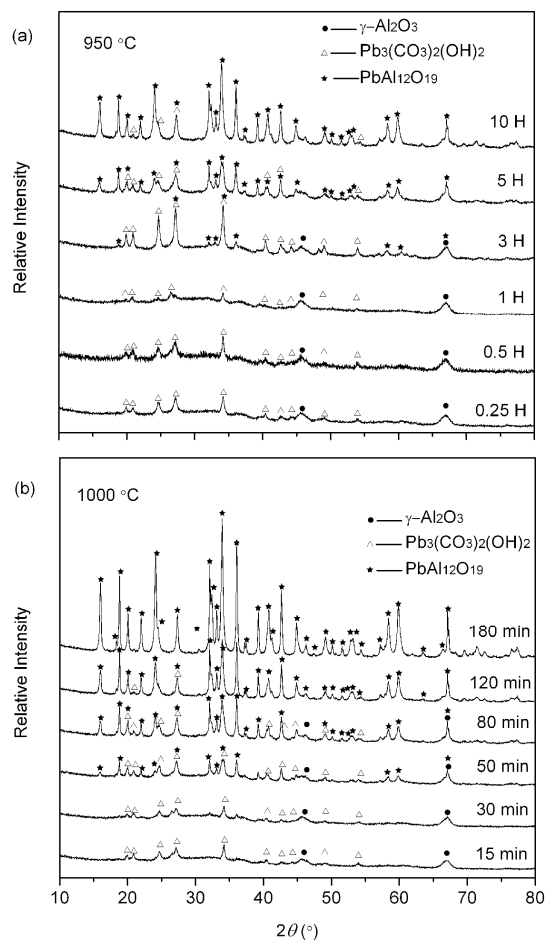 (a)
950 °C
γ-Al2O3
Pb3(CO3)2(OH)2
PbAl12O19
10 H
5 H
3 H
1 H
0.5 H
0.25 H
Relative Intensity
(b)
1000 °C
γ-Al2O3
Pb3(CO3)2(OH)2
PbAl12O19
180 min
120 min
80 min
50 min
30 min
15 min
Relative Intensity
10 20 30 40 50 60 70 80
2θ (°)